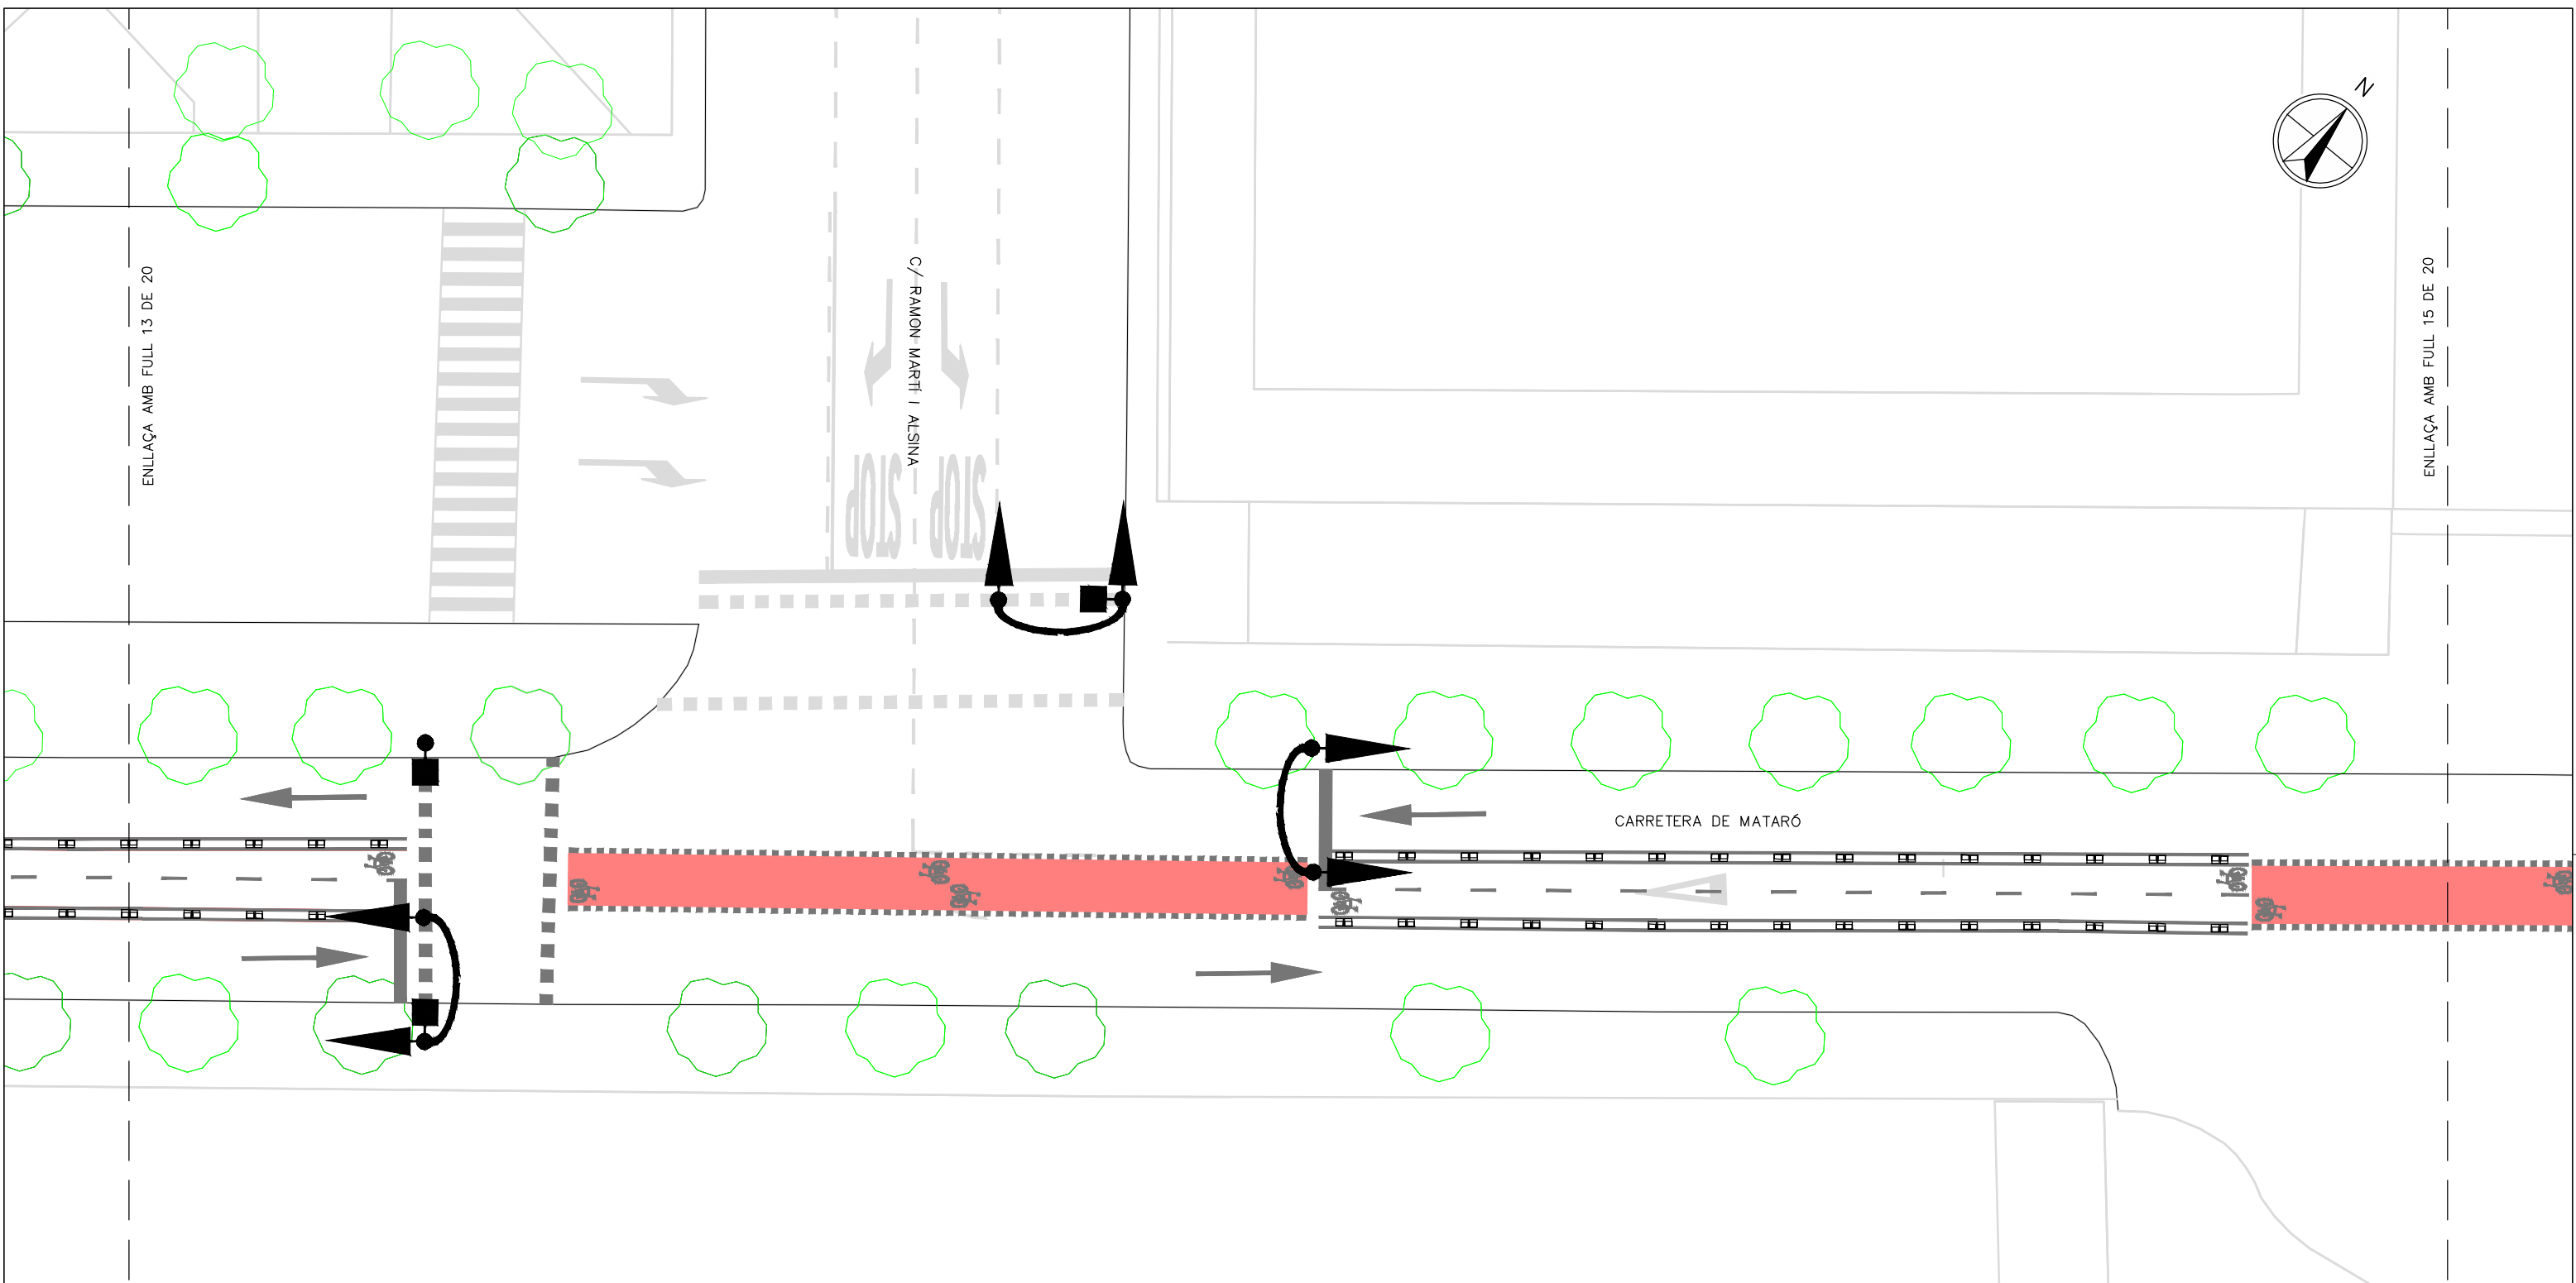 N
ENLLAÇA AMB FULL 13 DE 20
C/ RAMON MARTÍ I ALSINA
ENLLAÇA AMB FULL 15 DE 20
STOP
STOP
CARRETERA DE MATARÓ